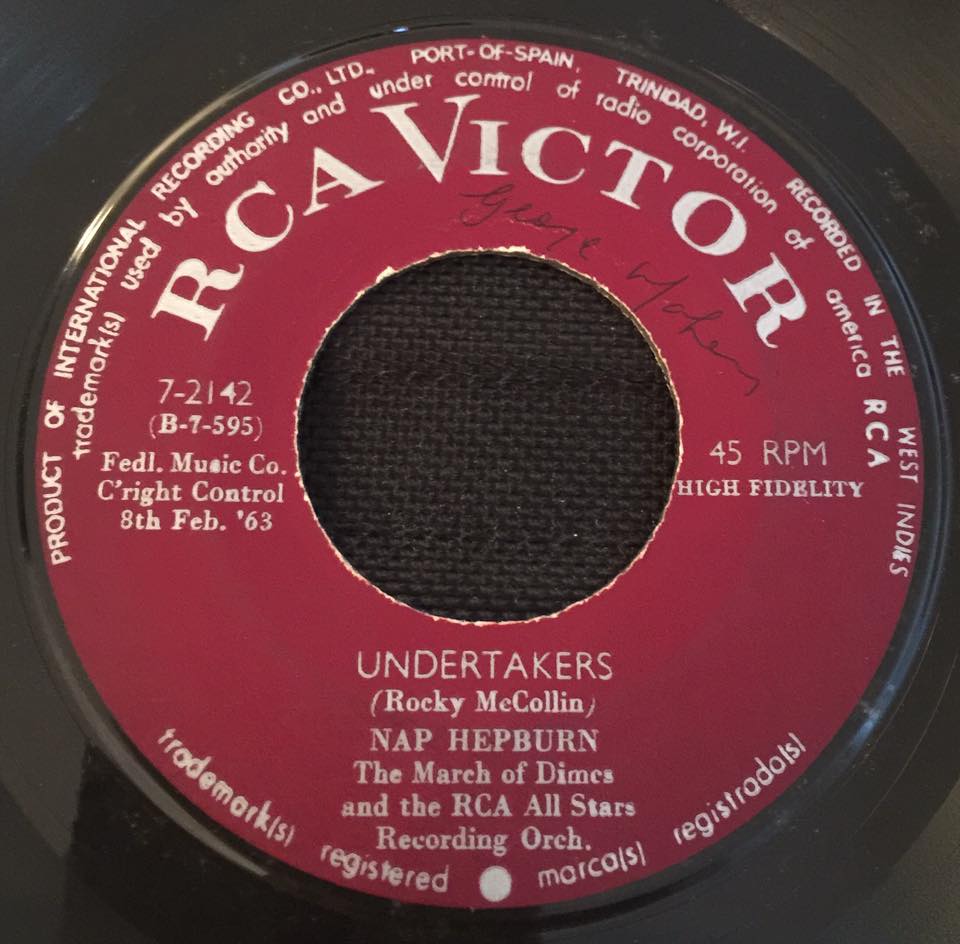 PRODUCT OF INTERNATIONAL RECORDING CO., LTD. PORT-OF-SPAIN, TRINIDAD, W.I. RECORDED IN THE WEST INDIES
trademark(s) used by authority and under control of radio corporation of america RCA
RCA VICTOR
George
7-2142
(B-7-595)
Fedl. Music Co.
C'right Control
8th Feb. '63
45 RPM
HIGH FIDELITY
UNDERTAKERS
(Rocky McCollin)
NAP HEPBURN
The March of Dimes
and the RCA All Stars
Recording Orch.
trademark(s) registered marca(s) registrada(s)